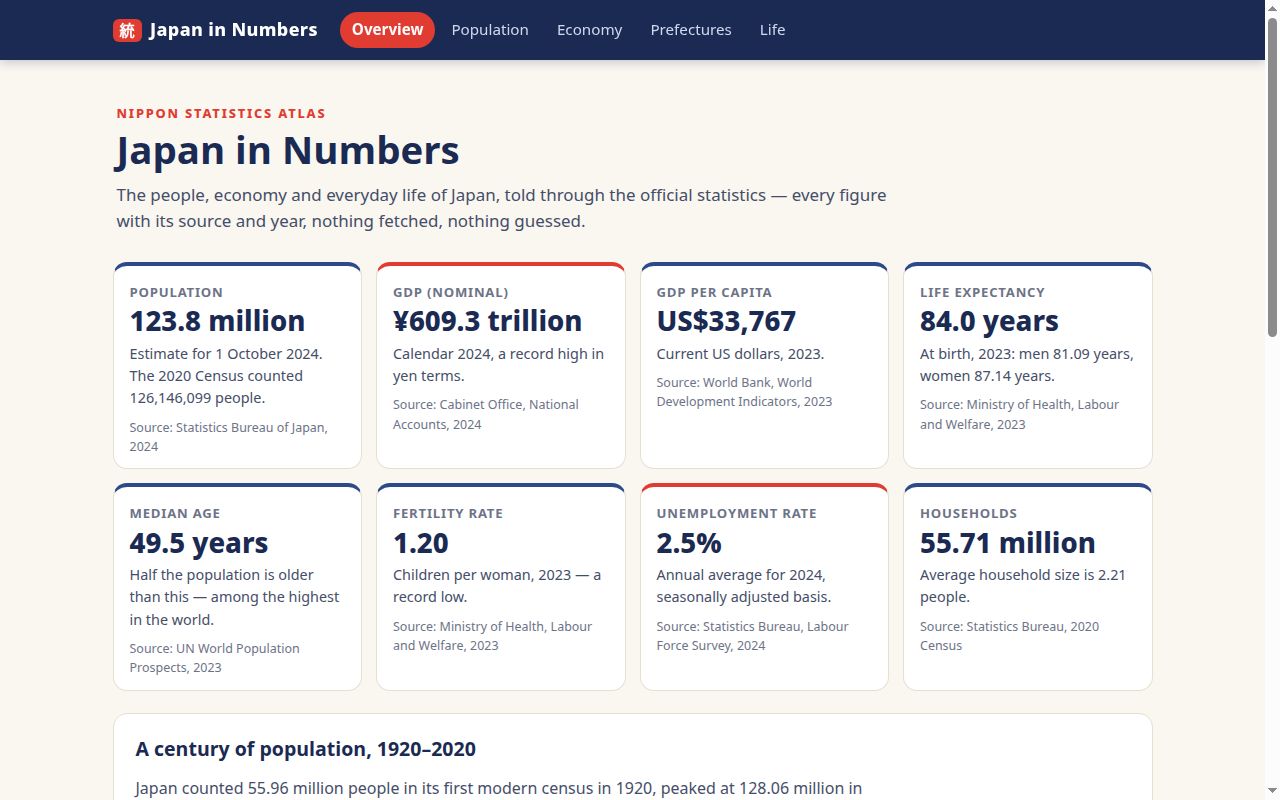 統 Japan in Numbers Overview Population Economy Prefectures Life
NIPPON STATISTICS ATLAS
Japan in Numbers
The people, economy and everyday life of Japan, told through the official statistics — every figure
with its source and year, nothing fetched, nothing guessed.
POPULATION
123.8 million
Estimate for 1 October 2024.
The 2020 Census counted
126,146,099 people.
Source: Statistics Bureau of Japan,
2024
GDP (NOMINAL)
¥609.3 trillion
Calendar 2024, a record high in
yen terms.
Source: Cabinet Office, National
Accounts, 2024
GDP PER CAPITA
US$33,767
Current US dollars, 2023.
Source: World Bank, World
Development Indicators, 2023
LIFE EXPECTANCY
84.0 years
At birth, 2023: men 81.09 years,
women 87.14 years.
Source: Ministry of Health, Labour
and Welfare, 2023
MEDIAN AGE
49.5 years
Half the population is older
than this — among the highest
in the world.
Source: UN World Population
Prospects, 2023
FERTILITY RATE
1.20
Children per woman, 2023 — a
record low.
Source: Ministry of Health, Labour
and Welfare, 2023
UNEMPLOYMENT RATE
2.5%
Annual average for 2024,
seasonally adjusted basis.
Source: Statistics Bureau, Labour
Force Survey, 2024
HOUSEHOLDS
55.71 million
Average household size is 2.21
people.
Source: Statistics Bureau, 2020
Census
A century of population, 1920–2020
Japan counted 55.96 million people in its first modern census in 1920, peaked at 128.06 million in